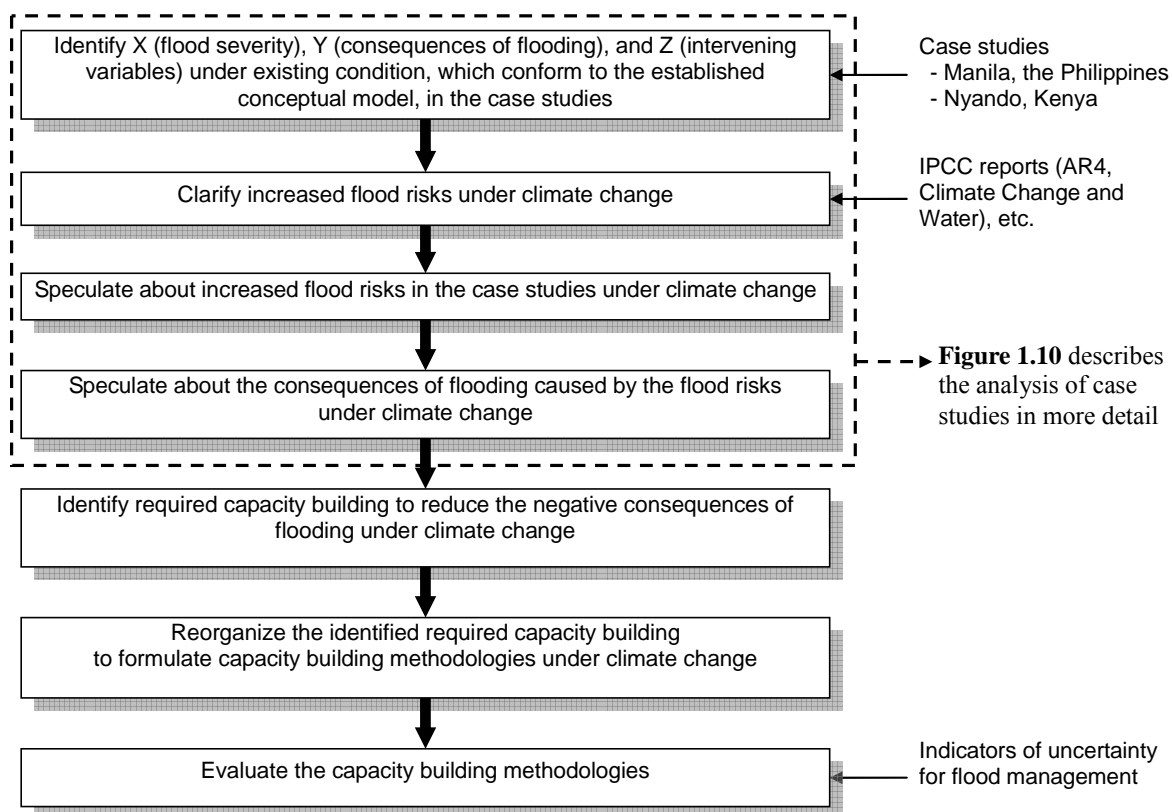 Identify X (flood severity), Y (consequences of flooding), and Z (intervening
variables) under existing condition, which conform to the established
conceptual model, in the case studies
Case studies
- Manila, the Philippines
- Nyando, Kenya
Clarify increased flood risks under climate change
IPCC reports (AR4,
Climate Change and
Water), etc.
Speculate about increased flood risks in the case studies under climate change
Speculate about the consequences of flooding caused by the flood risks
under climate change
Figure 1.10 describes
the analysis of case
studies in more detail
Identify required capacity building to reduce the negative consequences of
flooding under climate change
Reorganize the identified required capacity building
to formulate capacity building methodologies under climate change
Evaluate the capacity building methodologies
Indicators of uncertainty
for flood management